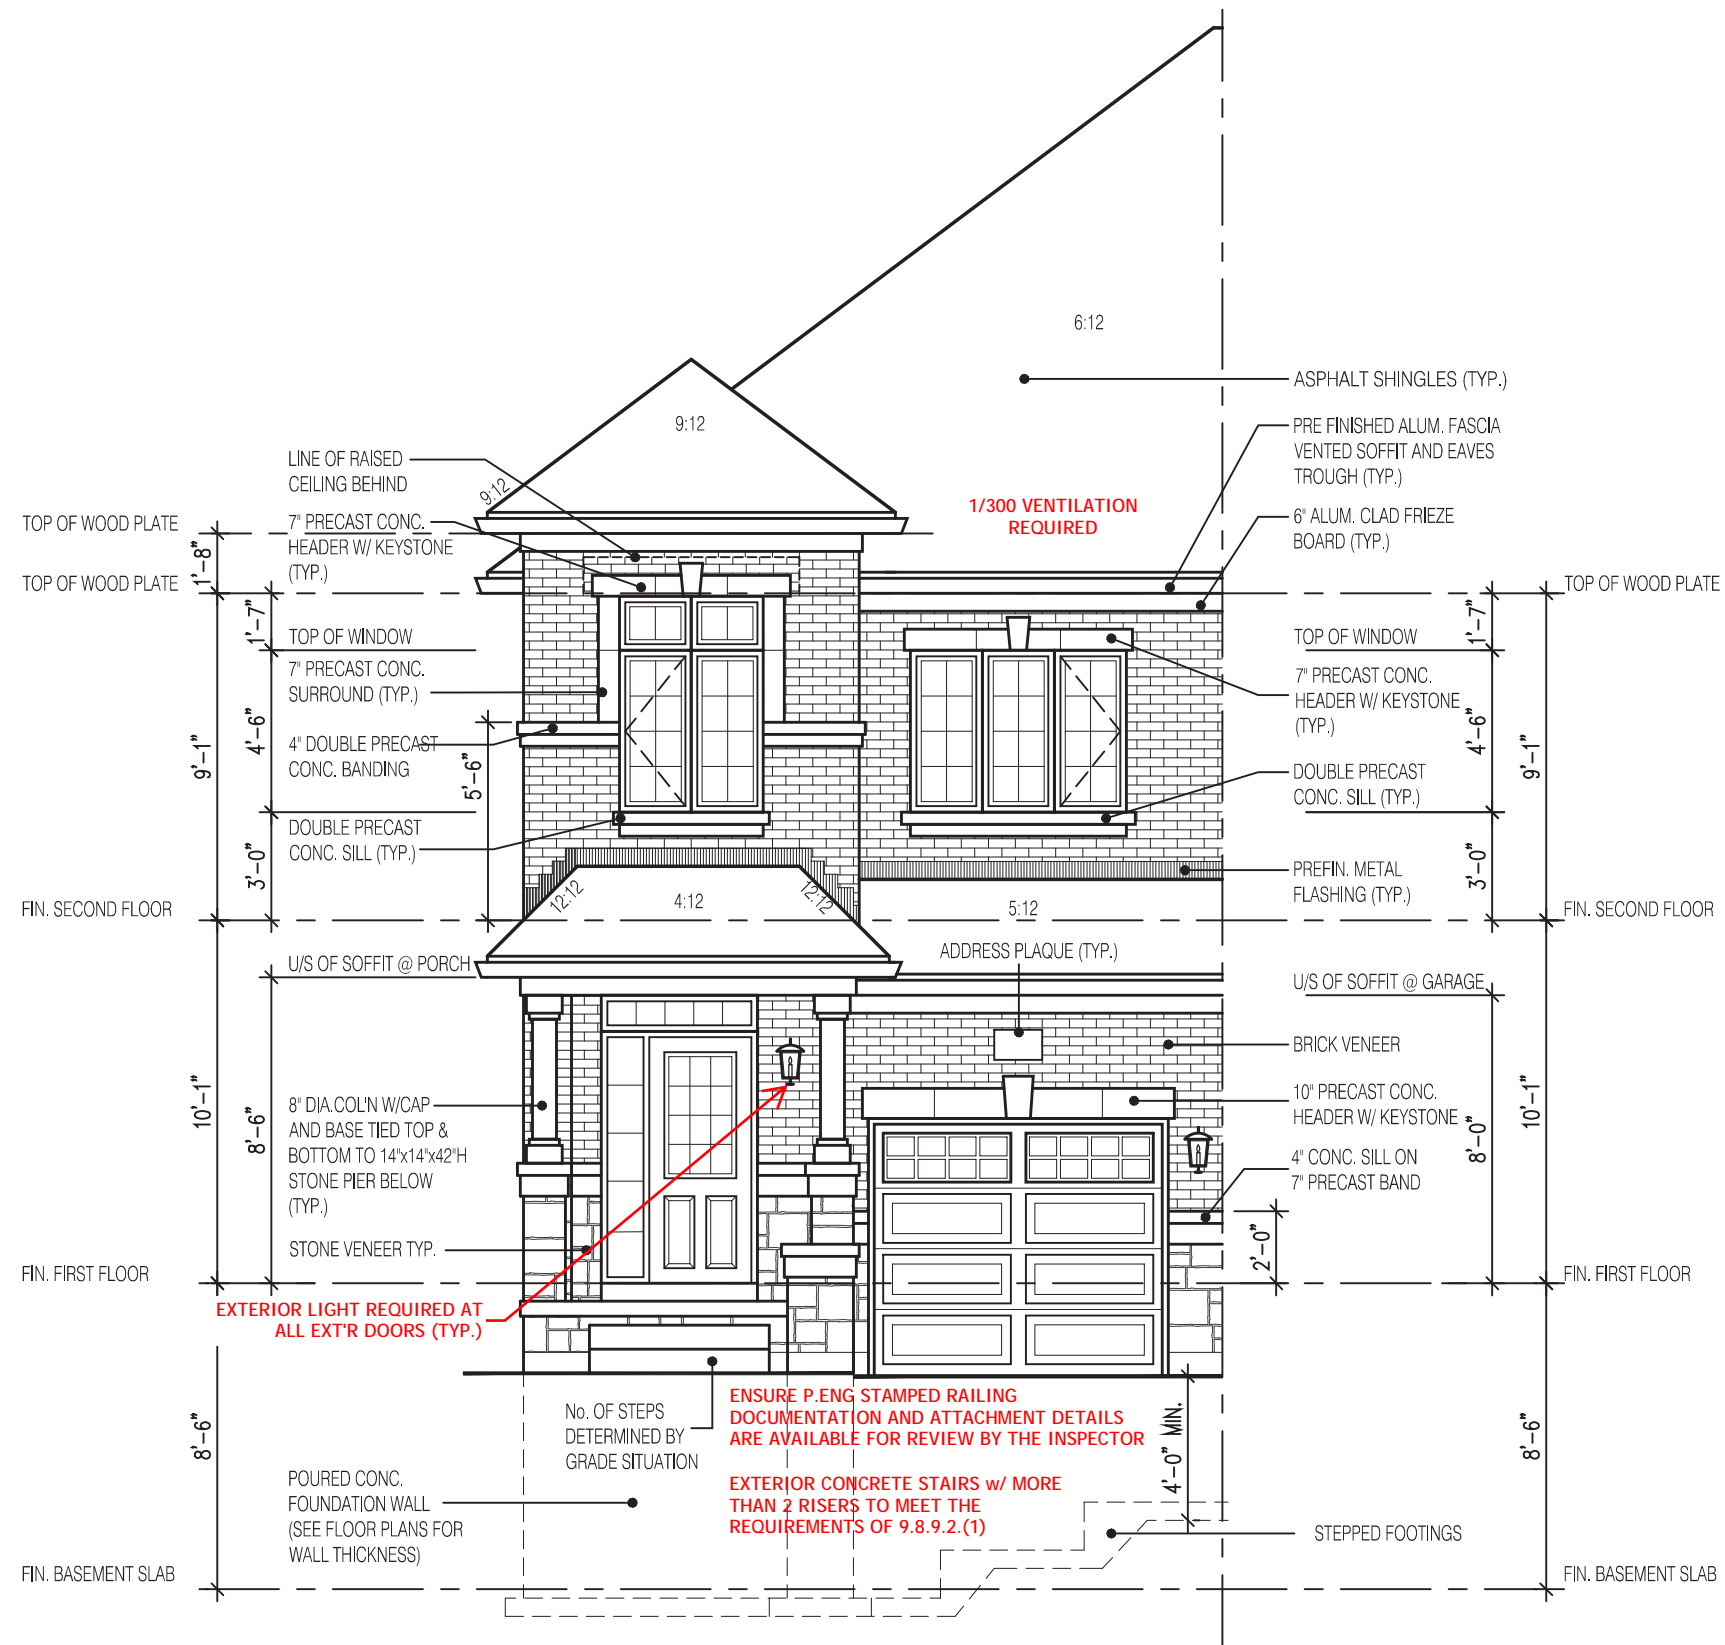 6:12
ASPHALT SHINGLES (TYP.)
PRE FINISHED ALUM. FASCIA
VENTED SOFFIT AND EAVES
TROUGH (TYP.)
9:12
9:12
LINE OF RAISED
CEILING BEHIND
1/300 VENTILATION
REQUIRED
6" ALUM. CLAD FRIEZE
BOARD (TYP.)
TOP OF WOOD PLATE
7" PRECAST CONC.
HEADER W/ KEYSTONE
(TYP.)
1'-8"
TOP OF WOOD PLATE
TOP OF WOOD PLATE
1'-7"
TOP OF WINDOW
TOP OF WINDOW
1'-7"
7" PRECAST CONC.
SURROUND (TYP.)
7" PRECAST CONC.
HEADER W/ KEYSTONE
(TYP.)
4'-6"
4'-6"
4" DOUBLE PRECAST
CONC. BANDING
9'-1"
9'-1"
5'-6"
DOUBLE PRECAST
CONC. SILL (TYP.)
DOUBLE PRECAST
CONC. SILL (TYP.)
3'-0"
3'-0"
PREFIN. METAL
FLASHING (TYP.)
12:12
4:12
12:12
5:12
FIN. SECOND FLOOR
FIN. SECOND FLOOR
ADDRESS PLAQUE (TYP.)
U/S OF SOFFIT @ PORCH
U/S OF SOFFIT @ GARAGE
BRICK VENEER
10'-1"
8'-6"
8" DIA.COL'N W/CAP
AND BASE TIED TOP &
BOTTOM TO 14"x14"x42"H
STONE PIER BELOW
(TYP.)
10" PRECAST CONC.
HEADER W/ KEYSTONE
8'-0"
10'-1"
4" CONC. SILL ON
7" PRECAST BAND
STONE VENEER TYP.
2'-0"
FIN. FIRST FLOOR
FIN. FIRST FLOOR
EXTERIOR LIGHT REQUIRED AT
ALL EXT'R DOORS (TYP.)
No. OF STEPS
DETERMINED BY
GRADE SITUATION
ENSURE P.ENG STAMPED RAILING
DOCUMENTATION AND ATTACHMENT DETAILS
ARE AVAILABLE FOR REVIEW BY THE INSPECTOR
4'-0" MIN.
8'-6"
8'-6"
POURED CONC.
FOUNDATION WALL
(SEE FLOOR PLANS FOR
WALL THICKNESS)
EXTERIOR CONCRETE STAIRS w/ MORE
THAN 2 RISERS TO MEET THE
REQUIREMENTS OF 9.8.9.2.(1)
STEPPED FOOTINGS
FIN. BASEMENT SLAB
FIN. BASEMENT SLAB